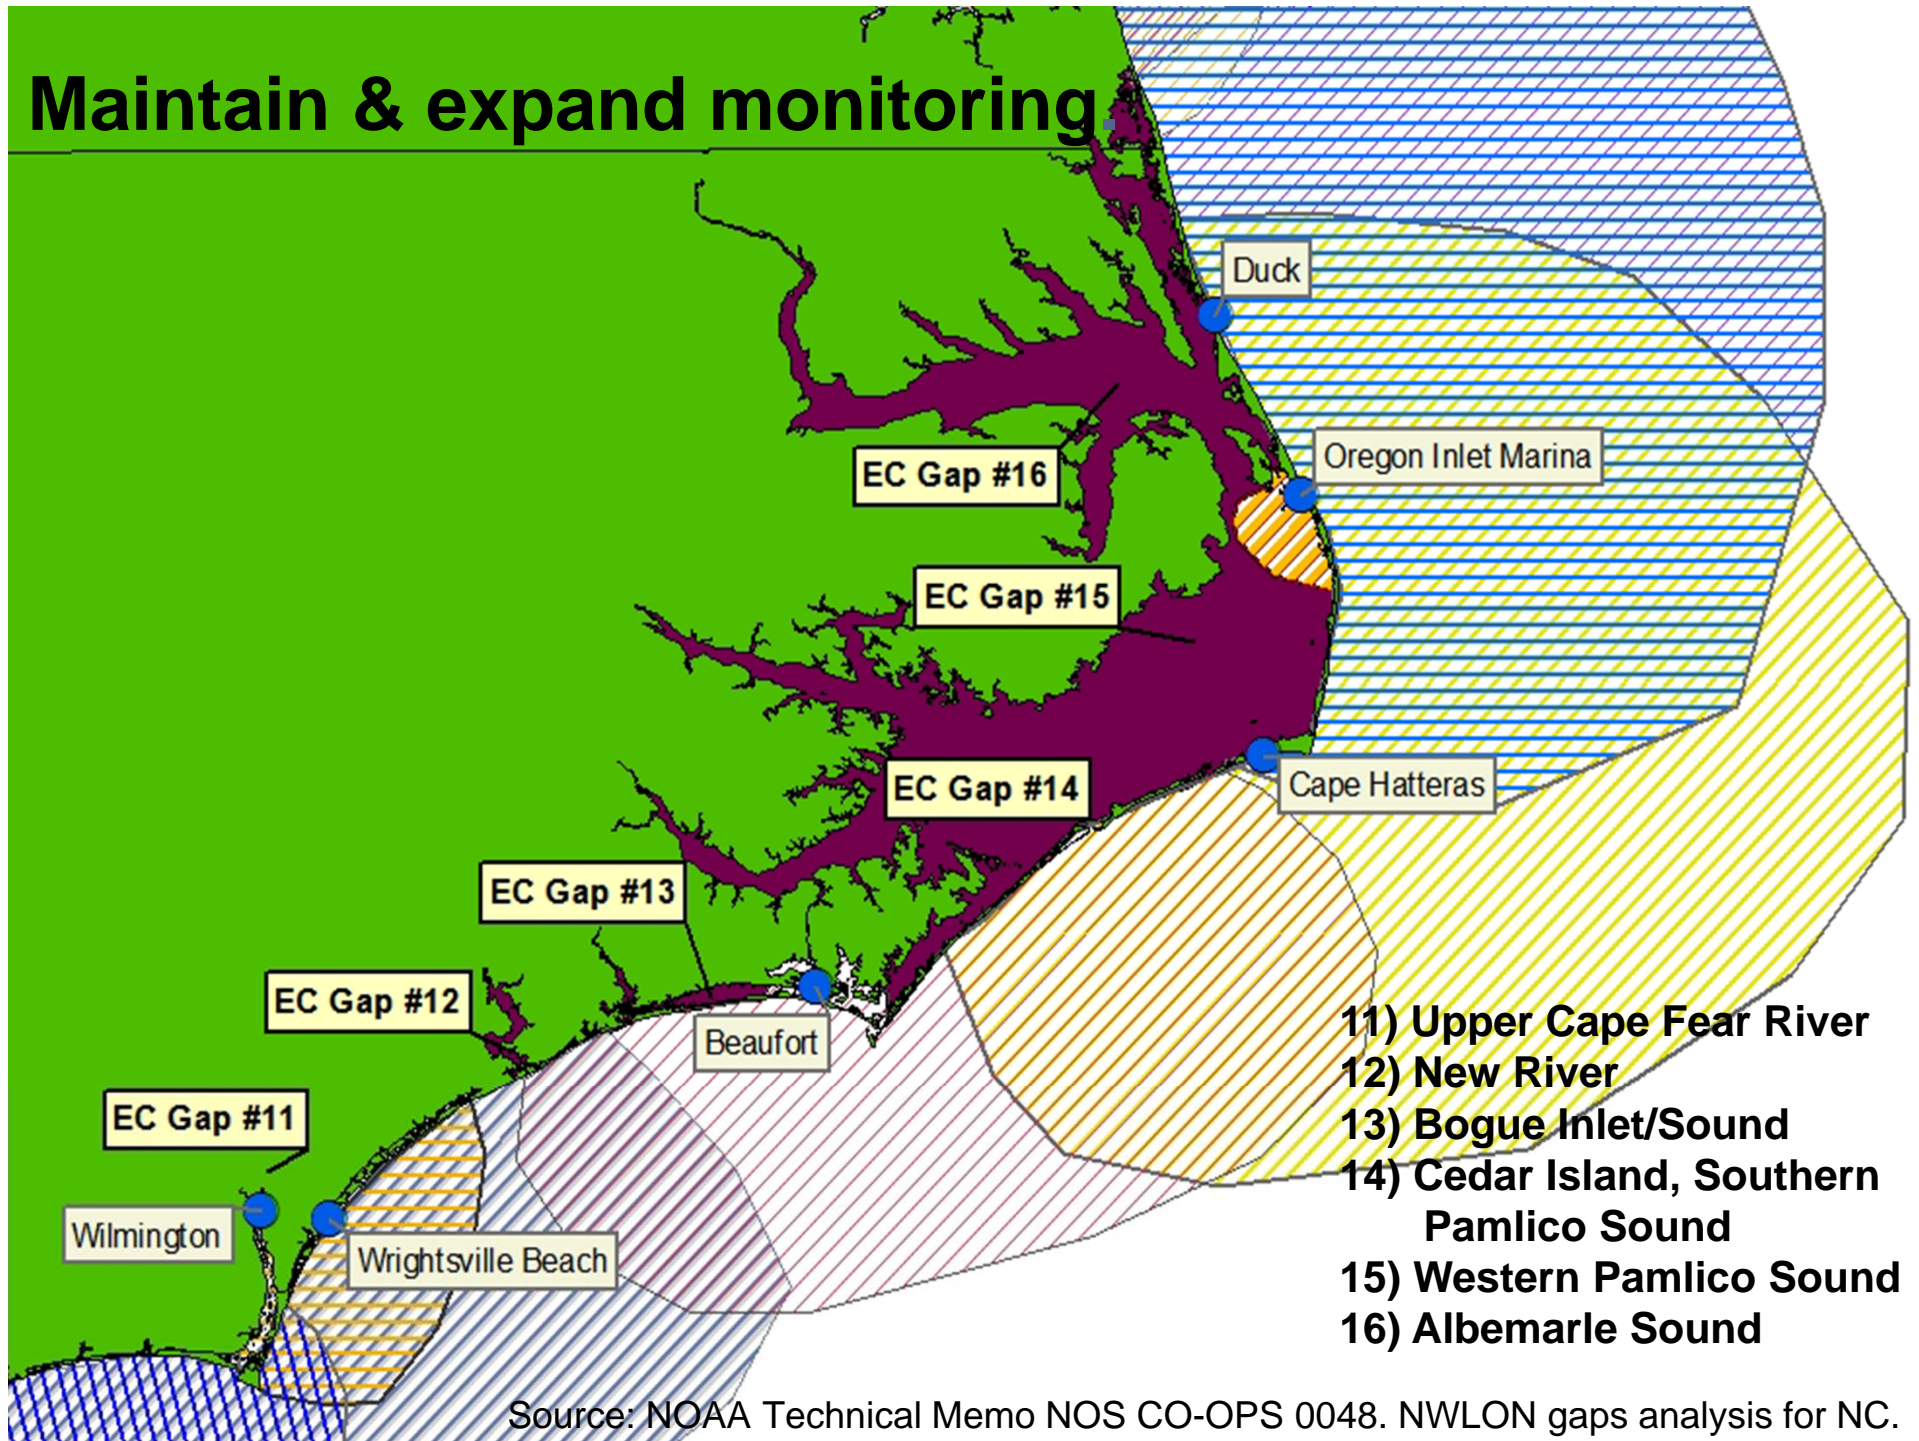 Maintain & expand monitoring.
Duck
Oregon Inlet Marina
EC Gap #16
EC Gap #15
EC Gap #14
Cape Hatteras
EC Gap #13
EC Gap #12
Beaufort
EC Gap #11
Wilmington
Wrightsville Beach
11) Upper Cape Fear River
12) New River
13) Bogue Inlet/Sound
14) Cedar Island, Southern
Pamlico Sound
15) Western Pamlico Sound
16) Albemarle Sound
Source: NOAA Technical Memo NOS CO-OPS 0048. NWLON gaps analysis for NC.